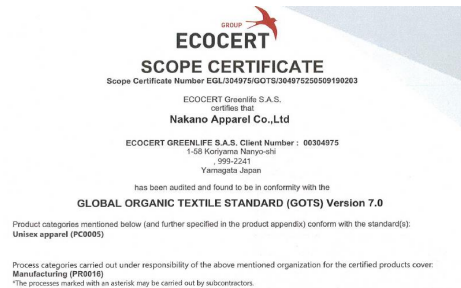 GROUP
ECOCERT
SCOPE CERTIFICATE
Scope Certificate Number EGL/304975/GOTS/304975250509190203
ECOCERT Greenlife S.A.S.
certifies that
Nakano Apparel Co.,Ltd
ECOCERT GREENLIFE S.A.S. Client Number : 00304975
1-58 Koriyama Nanyo-shi
, 999-2241
Yamagata Japan
has been audited and found to be in conformity with the
GLOBAL ORGANIC TEXTILE STANDARD (GOTS) Version 7.0
Product categories mentioned below (and further specified in the product appendix) conform with the standard(s):
Unisex apparel (PC0005)
Process categories carried out under responsibility of the above mentioned organization for the certified products cover:
Manufacturing (PR0016)
*The processes marked with an asterisk may be carried out by subcontractors.